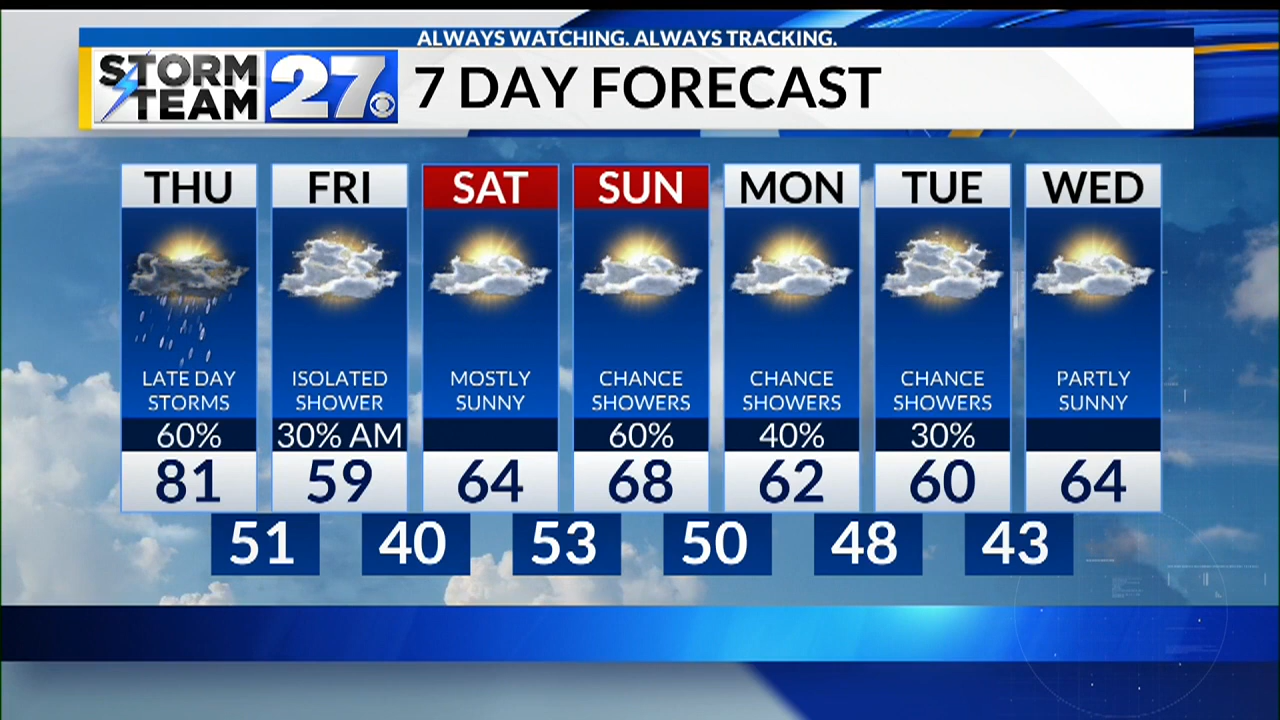 ALWAYS WATCHING. ALWAYS TRACKING.
STORM TEAM 27
7 DAY FORECAST
THU
FRI
SAT
SUN
MON
TUE
WED
LATE DAY
STORMS
ISOLATED
SHOWER
MOSTLY
SUNNY
CHANCE
SHOWERS
CHANCE
SHOWERS
CHANCE
SHOWERS
PARTLY
SUNNY
60%
30% AM
60%
40%
30%
81
59
64
68
62
60
64
51
40
53
50
48
43